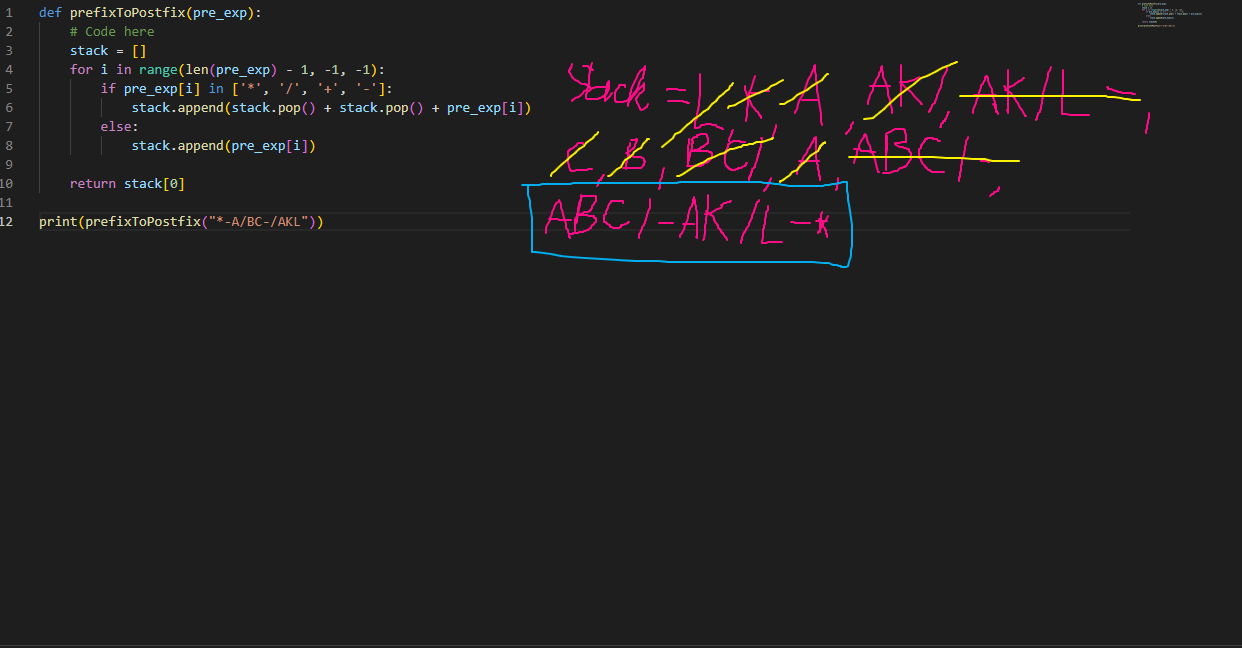 1 def prefixToPostfix(pre_exp):
2 # Code here
3 stack = []
4 for i in range(len(pre_exp) - 1, -1, -1):
5 if pre_exp[i] in ['*', '/', '+', '-']:
6 stack.append(stack.pop() + stack.pop() + pre_exp[i])
7 else:
8 stack.append(pre_exp[i])
9
10 return stack[0]
11
12 print(prefixToPostfix("*-A/BC-/AKL"))
Stack = L, K, A, AK/, AK/L-,
C, B, BC/, A, ABC/-,
ABC/-AK/L-*